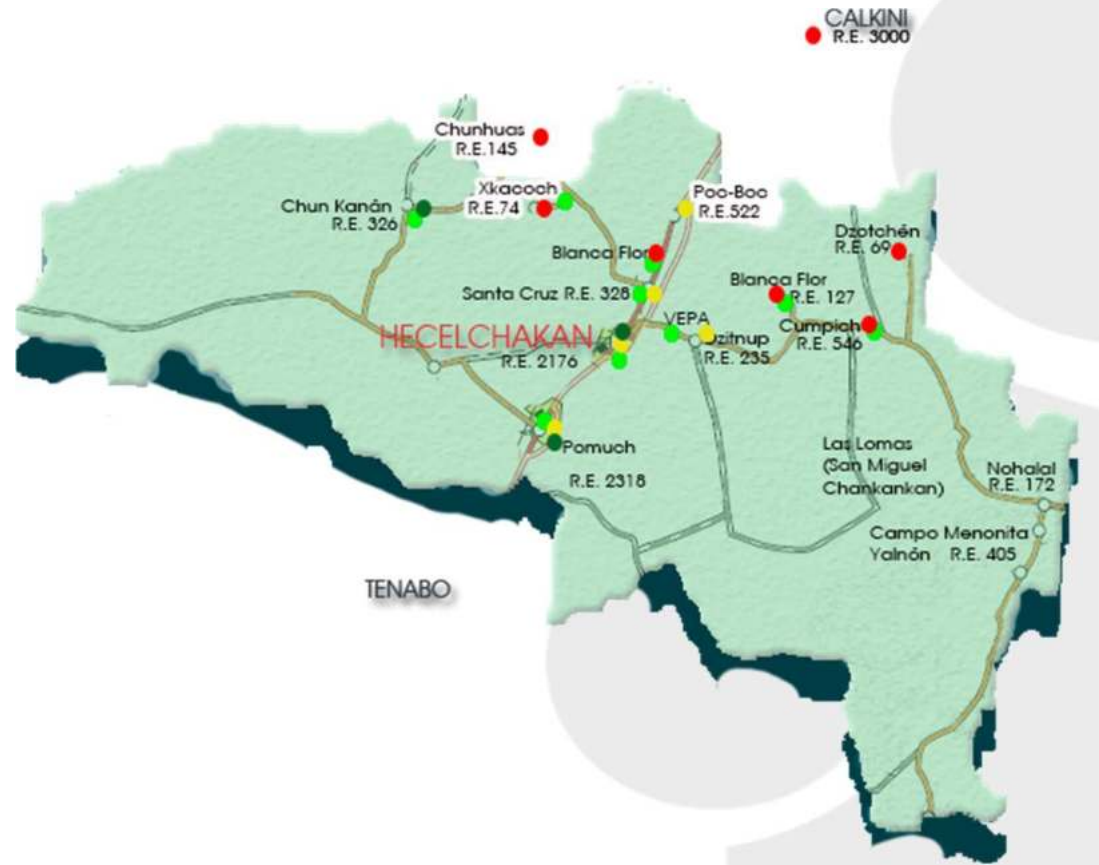 CALKINI
R.E. 3000
Chunhuas
R.E.145
Xkacoch
R.E.74
Poc-Boc
R.E.522
Chun Kanán
R.E. 326
Dzotchén
R.E. 69
Blanca Flor
Blanca Flor
R.E. 127
Santa Cruz R.E. 328
VEPA
Cumpich
R.E. 546
HECELCHAKAN
R.E. 2176
Dzitnup
R.E. 235
Pomuch
R.E. 2318
Las Lomas
(San Miguel
Chankankan)
Nohalal
R.E. 172
Campo Menonita
Yalnón R.E. 405
TENABO